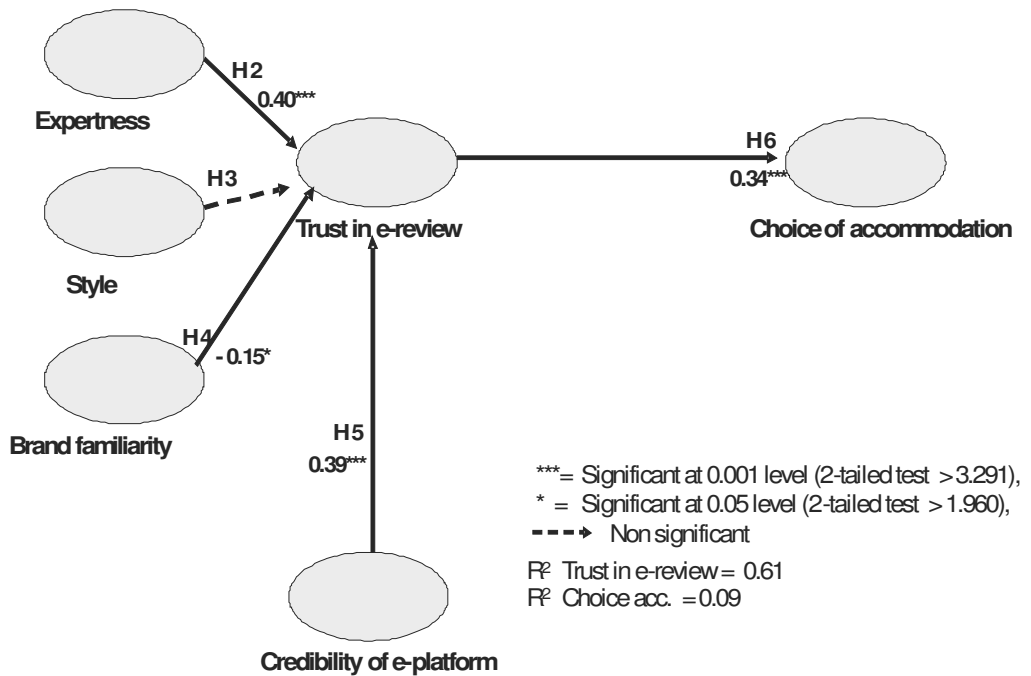 H2
0.40***
Expertness
H6
0.34***
H3
Trust in e-review
Choice of accommodation
Style
H4
- 0.15*
Brand familiarity
H5
0.39***
***= Significant at 0.001 level (2-tailed test >3.291),
* = Significant at 0.05 level (2-tailed test >1.960),
Non significant
R² Trust in e-review = 0.61
R² Choice acc. = 0.09
Credibility of e-platform